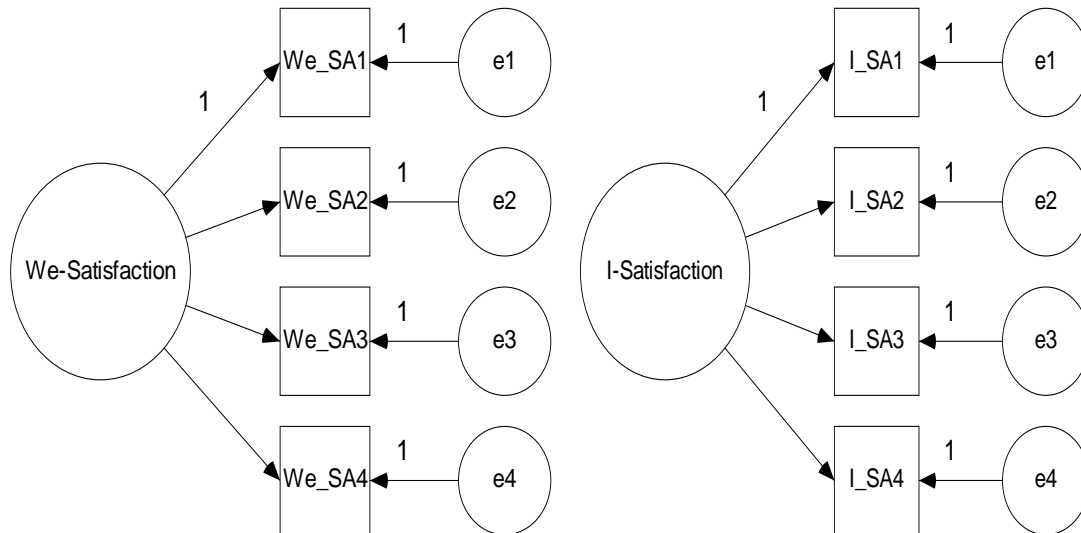 1
We_SA1
1
e1
We_SA2
1
e2
We-Satisfaction
We_SA3
1
e3
We_SA4
1
e4
1
I_SA1
1
e1
I_SA2
1
e2
I-Satisfaction
I_SA3
1
e3
I_SA4
1
e4